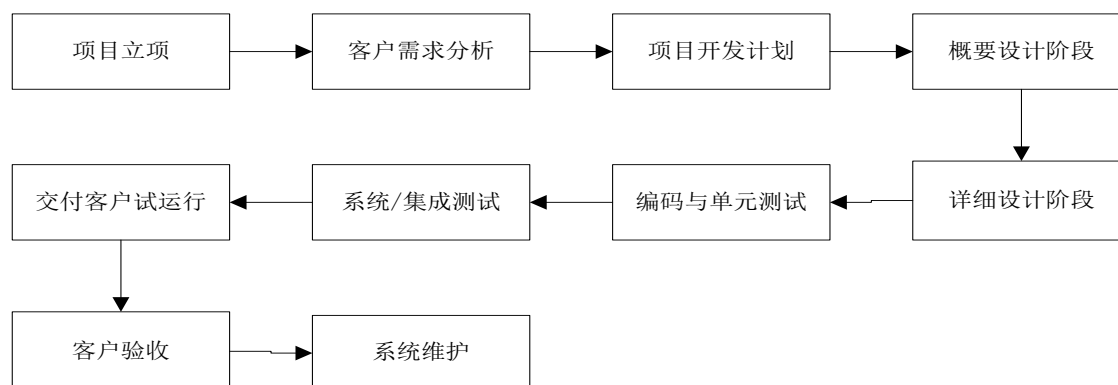 项目立项
客户需求分析
项目开发计划
概要设计阶段
详细设计阶段
编码与单元测试
系统/集成测试
交付客户试运行
客户验收
系统维护